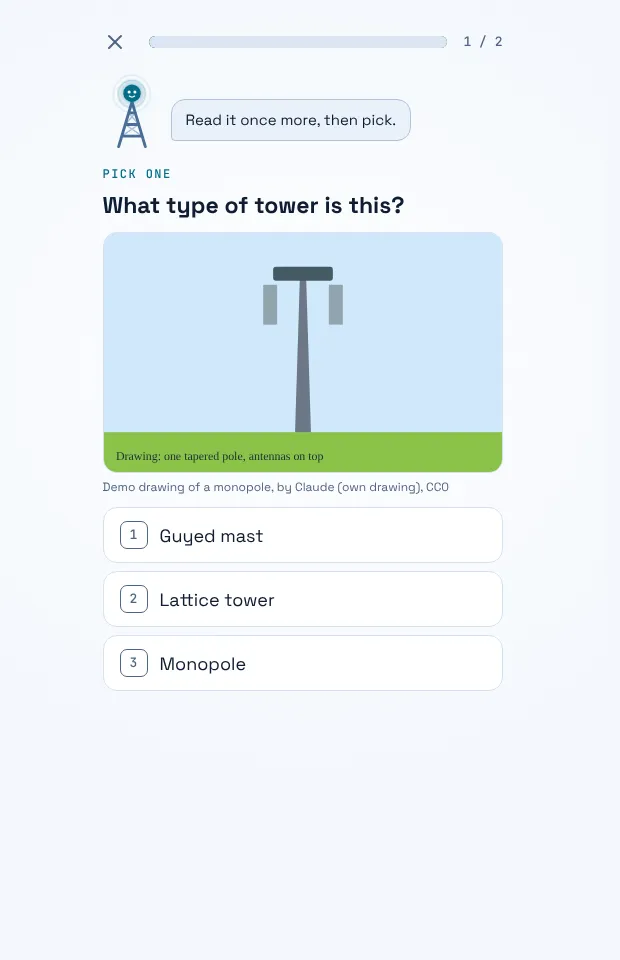 1 / 2
Read it once more, then pick.
PICK ONE
What type of tower is this?
Drawing: one tapered pole, antennas on top
Demo drawing of a monopole, by Claude (own drawing), CC0
1 Guyed mast
2 Lattice tower
3 Monopole